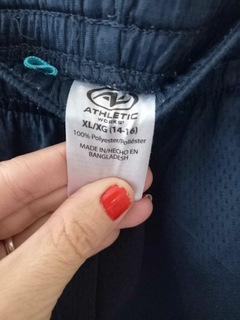 ATHLETIC
WORKS
XL/XG (14-16)
100% Polyester/Poliéster
MADE IN/HECHO EN
BANGLADESH